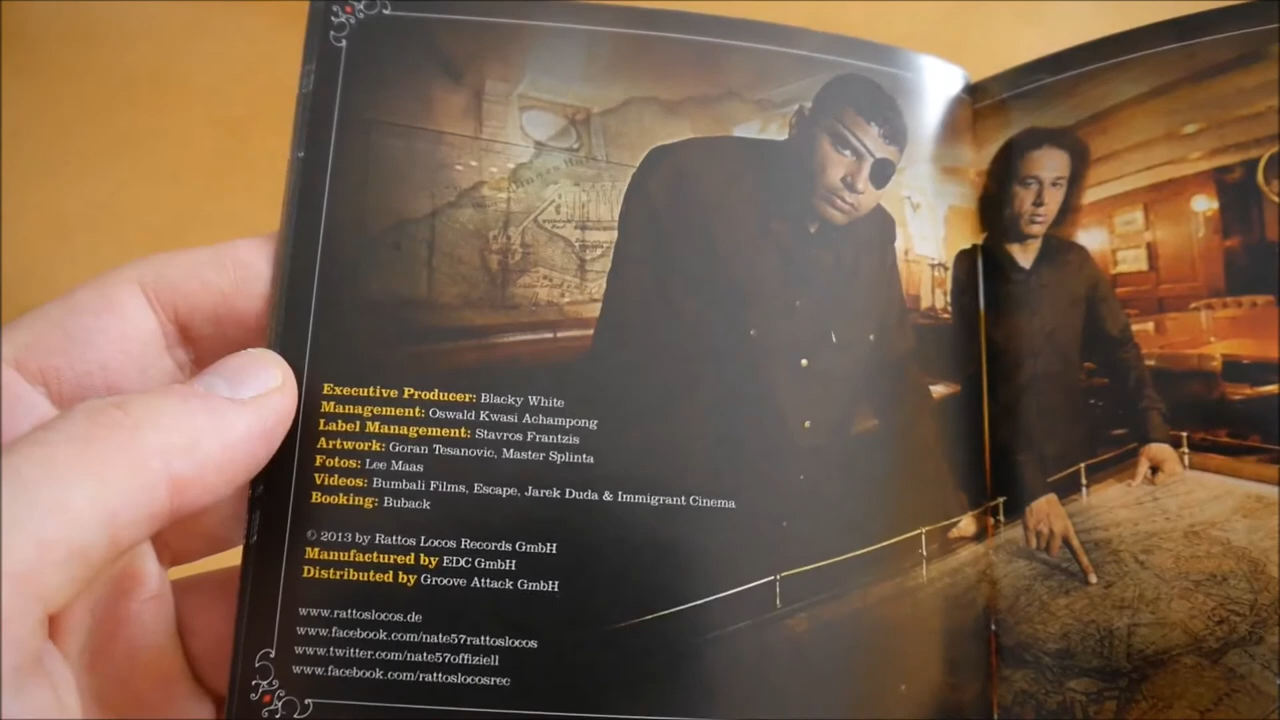 Executive Producer: Blacky White
Management: Oswald Kwasi Achampong
Label Management: Stavros Frantzis
Artwork: Goran Tesanovic, Master Splinta
Fotos: Lee Maas
Videos: Bumbali Films, Escape, Jarek Duda & Immigrant Cinema
Booking: Buback
© 2013 by Rattos Locos Records GmbH
Manufactured by EDC GmbH
Distributed by Groove Attack GmbH
www.rattoslocos.de
www.facebook.com/nate57rattoslocos
www.twitter.com/nate57offiziell
www.facebook.com/rattoslocosrec